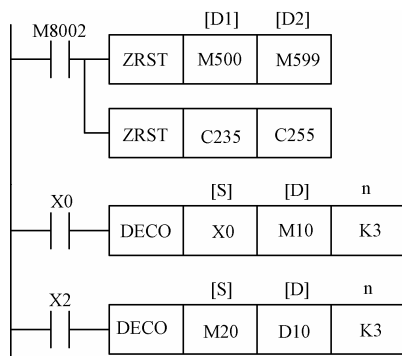 [D1] [D2]
M8002
ZRST M500 M599
ZRST C235 C255
[S] [D] n
X0
DECO X0 M10 K3
[S] [D] n
X2
DECO M20 D10 K3